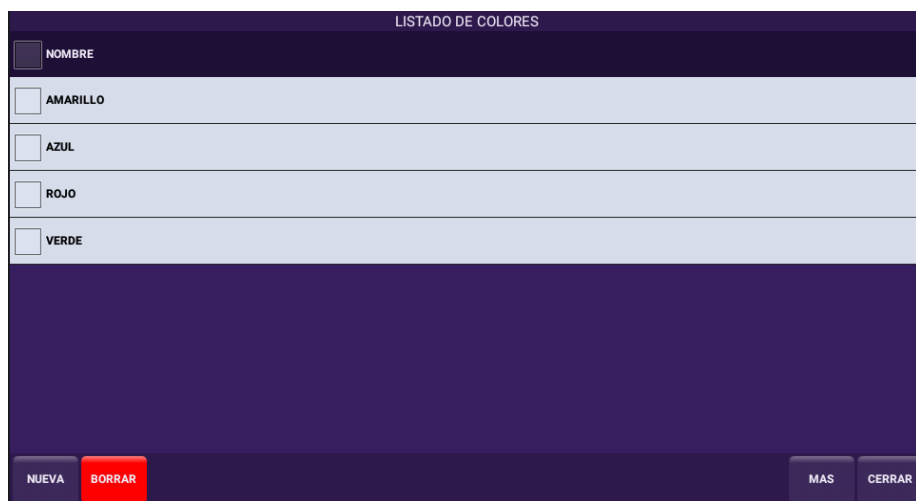 LISTADO DE COLORES
NOMBRE
AMARILLO
AZUL
ROJO
VERDE
NUEVA BORRAR MAS CERRAR